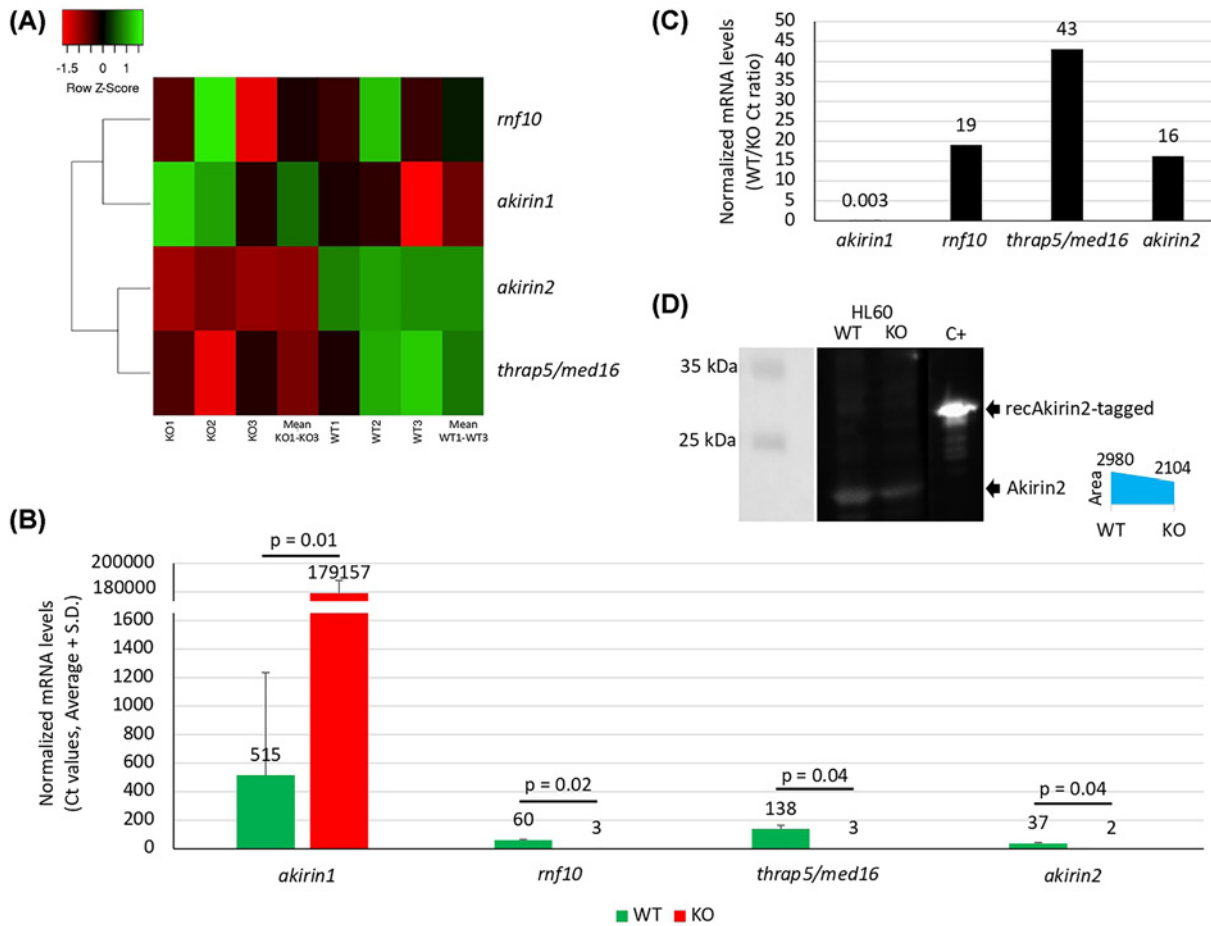 (A)
-1.5 0 1
Row Z-Score
rnf10
akirin1
akirin2
thrap5/med16
KO1
KO2
KO3
Mean
KO1-KO3
WT1
WT2
WT3
Mean
WT1-WT3
(C)
Normalized mRNA levels
(WT/KO Ct ratio)
50
45
40
35
30
25
20
15
10
5
0
0.003
19
43
16
akirin1 rnf10 thrap5/med16 akirin2
(D)
HL60
WT KO C+
35 kDa
25 kDa
recAkirin2-tagged
Akirin2
2980
2104
Area
WT KO
(B)
Normalized mRNA levels
(Ct values, Average + S.D.)
200000
180000
1600
1400
1200
1000
800
600
400
200
0
p = 0.01
179157
515
p = 0.02
60 3
p = 0.04
138 3
p = 0.04
37 2
akirin1 rnf10 thrap5/med16 akirin2
WT KO